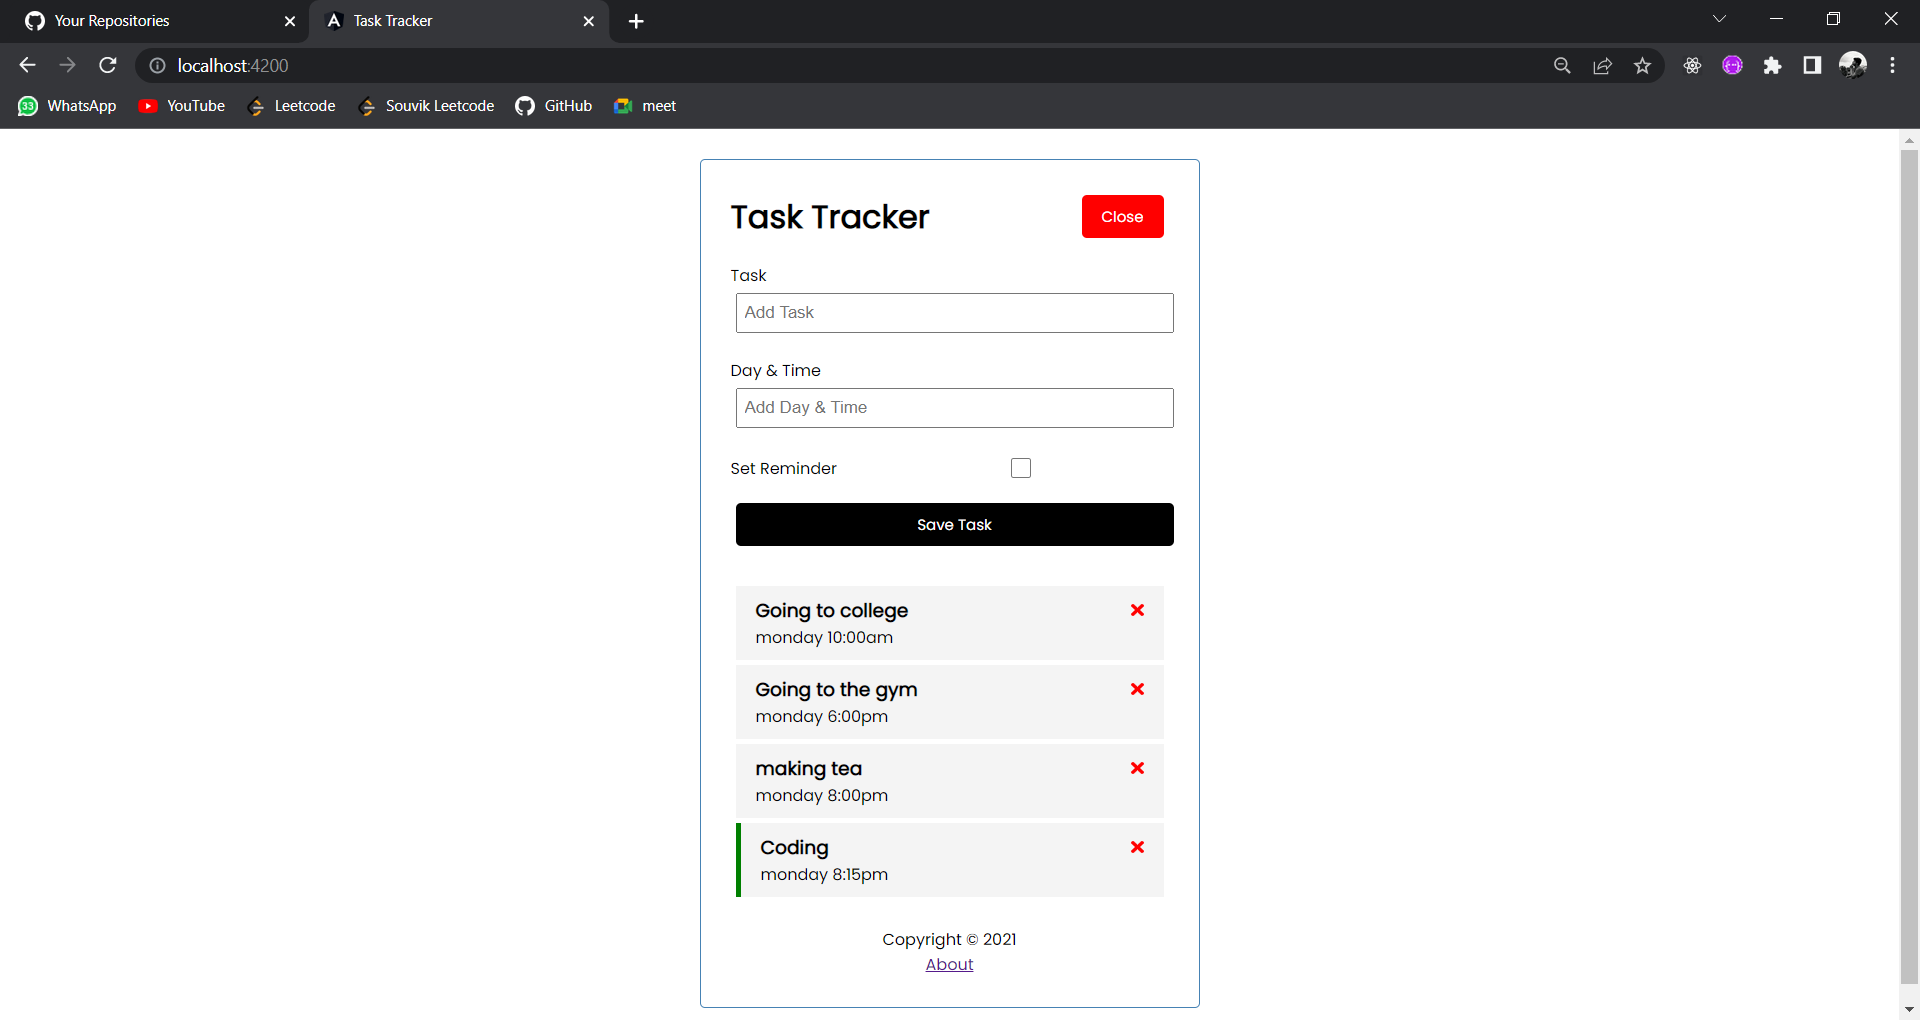 Your Repositories
Task Tracker
localhost:4200
33 WhatsApp YouTube Leetcode Souvik Leetcode GitHub meet
Task Tracker Close
Task
Add Task
Day & Time
Add Day & Time
Set Reminder
Save Task
Going to college
monday 10:00am
Going to the gym
monday 6:00pm
making tea
monday 8:00pm
Coding
monday 8:15pm
Copyright © 2021
About